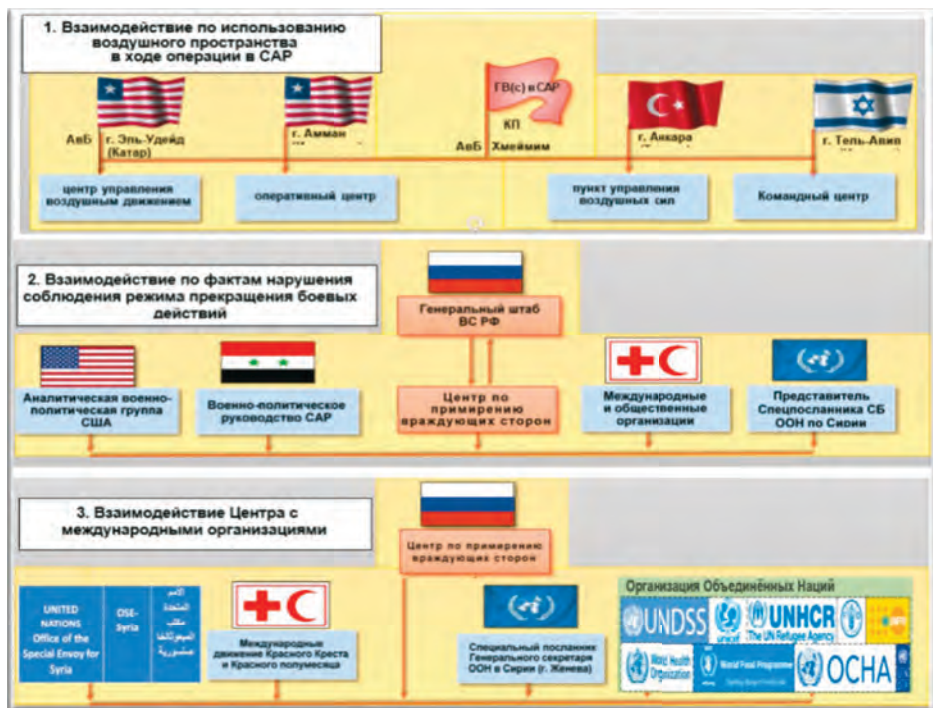 1. Взаимодействие по использованию
воздушного пространства
в ходе операции в САР
ГВ(с) в САР
КП
АвБ Хмеймим
АвБ г. Эль-Удейд
(Катар)
г. Амман
г. Анкара
г. Тель-Авив
центр управления
воздушным движением
оперативный центр
пункт управления
воздушных сил
Командный центр
2. Взаимодействие по фактам нарушения
соблюдения режима прекращения боевых
действий
Генеральный штаб
ВС РФ
Аналитическая военно-
политическая группа
США
Военно-политическое
руководство САР
Центр по
примирению
враждующих сторон
Международные
и общественные
организации
Представитель
Спецпосланника СБ
ООН по Сирии
3. Взаимодействие Центра с
международными организациями
Центр по примирению
враждующих сторон
UNITED
NATIONS
Office of the
Special Envoy for
Syria
OSE-
Syria
الأمم
المتحدة
مكتب
Международные
движение Красного Креста
и Красного полумесяца
Специальный посланник
Генерального секретаря
ООН в Сирии (г. Женева)
Организация Объединённых Наций
UNDSS
unicef
UNHCR
The UN Refugee Agency
World Health
Organization
World Food Programme
OCHA